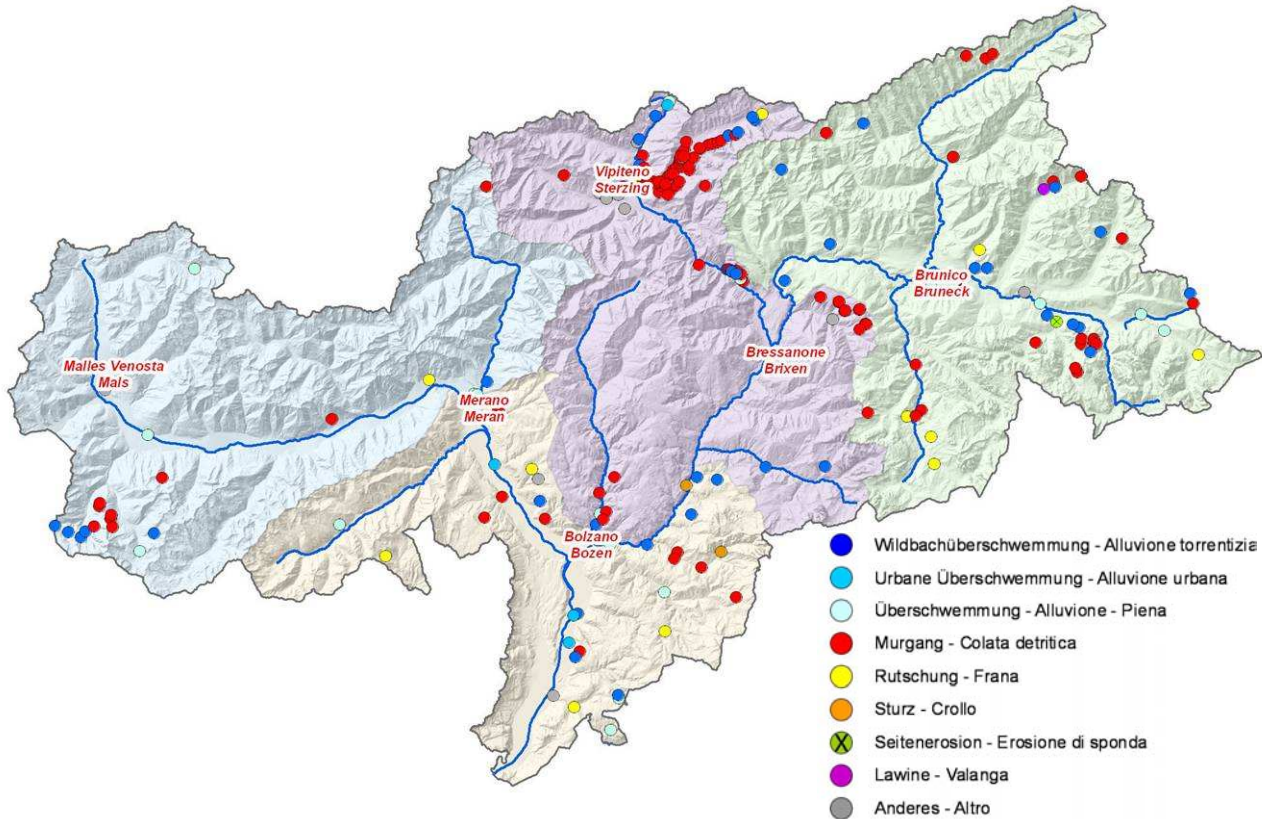 Vipiteno
Sterzing
Brunico
Bruneck
Bressanone
Brixen
Malles Venosta
Mals
Merano
Meran
Bolzano
Bozen
Wildbachüberschwemmung - Alluvione torrentizia
Urbane Überschwemmung - Alluvione urbana
Überschwemmung - Alluvione - Piena
Murgang - Colata detritica
Rutschung - Frana
Sturz - Crollo
Seitenerosion - Erosione di sponda
Lawine - Valanga
Anderes - Altro